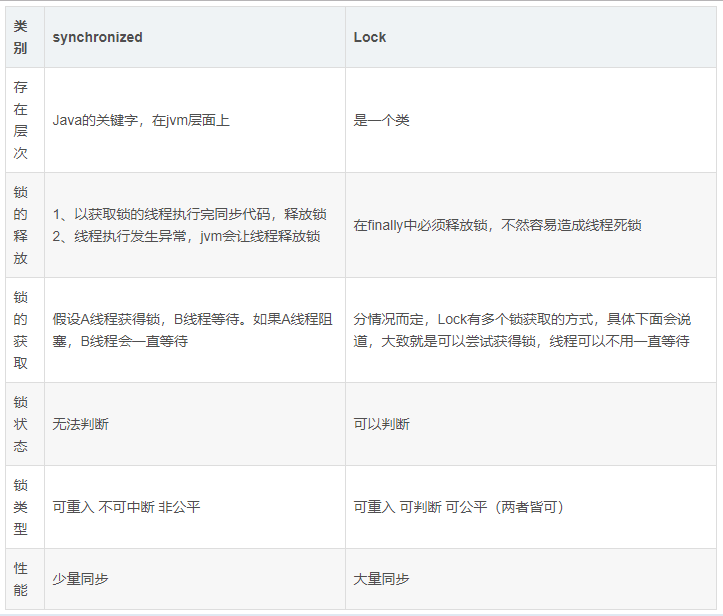 类别 synchronized Lock
存在层次 Java的关键字，在jvm层面上 是一个类
锁的释放 1、以获取锁的线程执行完同步代码，释放锁
2、线程执行发生异常，jvm会让线程释放锁 在finally中必须释放锁，不然容易造成线程死锁
锁的获取 假设A线程获得锁，B线程等待。如果A线程阻
塞，B线程会一直等待 分情况而定，Lock有多个锁获取的方式，具体下面会说
道，大致就是可以尝试获得锁，线程可以不用一直等待
锁状态 无法判断 可以判断
锁类型 可重入 不可中断 非公平 可重入 可判断 可公平（两者皆可）
性能 少量同步 大量同步